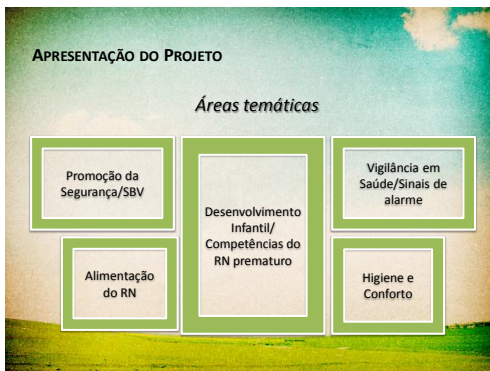 APRESENTAÇÃO DO PROJETO
Áreas temáticas
Promoção da
Segurança/SBV
Alimentação
do RN
Desenvolvimento
Infantil/
Competências do
RN prematuro
Vigilância em
Saúde/Sinais de
alarme
Higiene e
Conforto